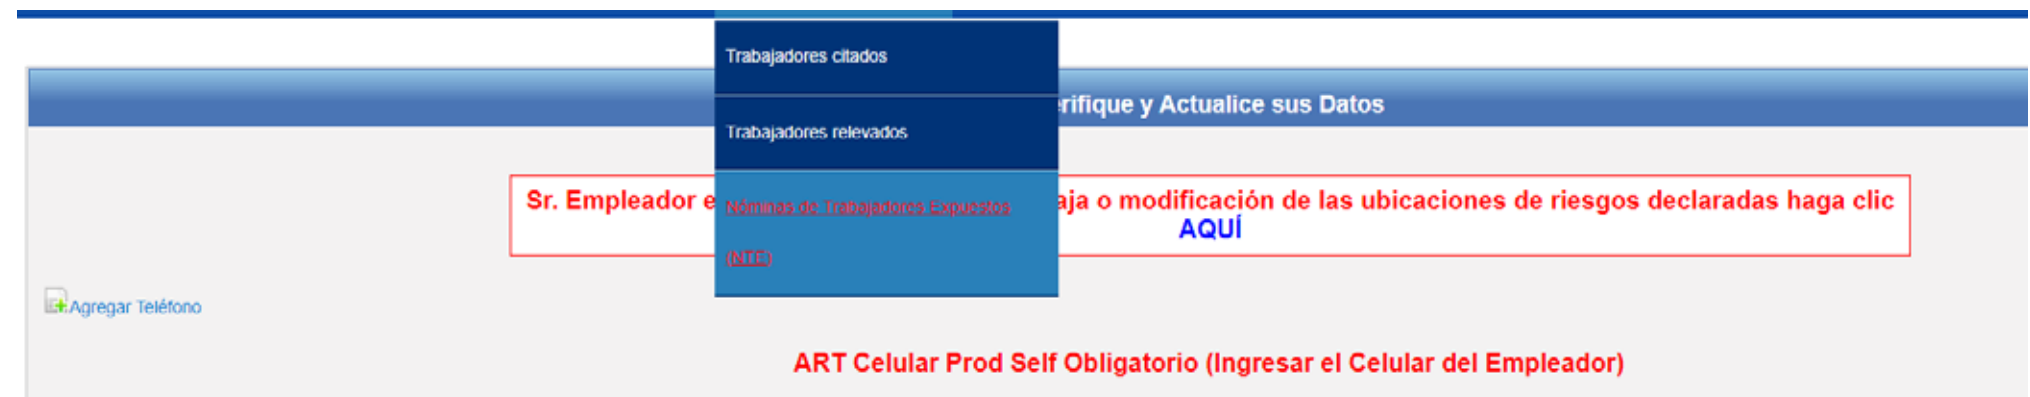 Trabajadores citados
rifique y Actualice sus Datos
Trabajadores relevados
Sr. Empleador e
aja o modificación de las ubicaciones de riesgos declaradas haga clic
AQUÍ
Nóminas de Trabajadores Expuestos
(NTE)
Agregar Teléfono
ART Celular Prod Self Obligatorio (Ingresar el Celular del Empleador)